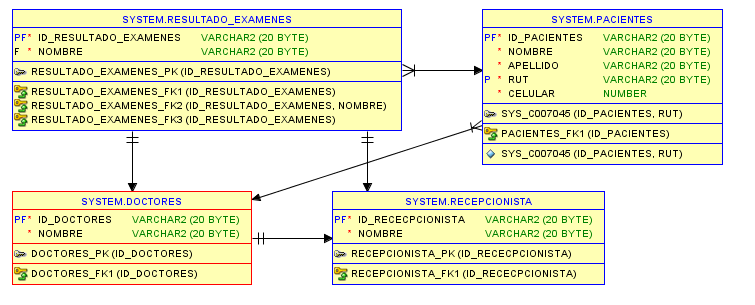 SYSTEM.RESULTADO_EXAMENES
PF* ID_RESULTADO_EXAMENES VARCHAR2 (20 BYTE)
F * NOMBRE VARCHAR2 (20 BYTE)
RESULTADO_EXAMENES_PK (ID_RESULTADO_EXAMENES)
RESULTADO_EXAMENES_FK1 (ID_RESULTADO_EXAMENES)
RESULTADO_EXAMENES_FK2 (ID_RESULTADO_EXAMENES, NOMBRE)
RESULTADO_EXAMENES_FK3 (ID_RESULTADO_EXAMENES)
SYSTEM.PACIENTES
PF* ID_PACIENTES VARCHAR2 (20 BYTE)
* NOMBRE VARCHAR2 (20 BYTE)
* APELLIDO VARCHAR2 (20 BYTE)
P * RUT VARCHAR2 (20 BYTE)
* CELULAR NUMBER
SYS_C007045 (ID_PACIENTES, RUT)
PACIENTES_FK1 (ID_PACIENTES)
SYS_C007045 (ID_PACIENTES, RUT)
SYSTEM.DOCTORES
PF* ID_DOCTORES VARCHAR2 (20 BYTE)
* NOMBRE VARCHAR2 (20 BYTE)
DOCTORES_PK (ID_DOCTORES)
DOCTORES_FK1 (ID_DOCTORES)
SYSTEM.RECEPCIONISTA
PF* ID_RECECPCIONISTA VARCHAR2 (20 BYTE)
* NOMBRE VARCHAR2 (20 BYTE)
RECEPCIONISTA_PK (ID_RECECPCIONISTA)
RECEPCIONISTA_FK1 (ID_RECECPCIONISTA)